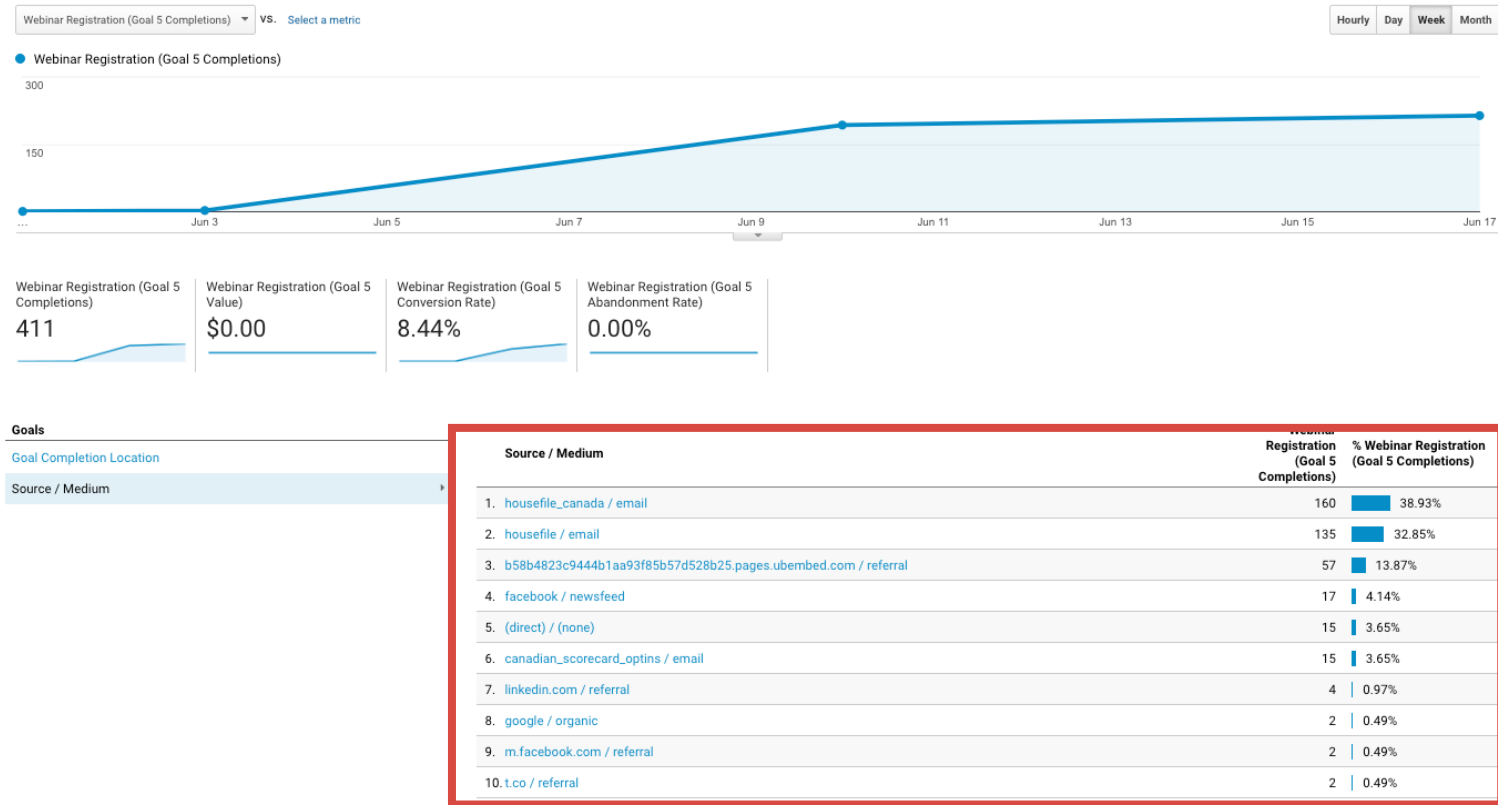 Webinar Registration (Goal 5 Completions) VS. Select a metric Hourly Day Week Month
Webinar Registration (Goal 5 Completions)
300
150
... Jun 3 Jun 5 Jun 7 Jun 9 Jun 11 Jun 13 Jun 15 Jun 17
Webinar Registration (Goal 5 Completions)
411
Webinar Registration (Goal 5 Value)
$0.00
Webinar Registration (Goal 5 Conversion Rate)
8.44%
Webinar Registration (Goal 5 Abandonment Rate)
0.00%
Goals
Goal Completion Location
Source / Medium
Source / Medium
Webinar
Registration
(Goal 5
Completions)
% Webinar Registration
(Goal 5 Completions)
1. housefile_canada / email 160 38.93%
2. housefile / email 135 32.85%
3. b58b4823c9444b1aa93f85b57d528b25.pages.ubembed.com / referral 57 13.87%
4. facebook / newsfeed 17 4.14%
5. (direct) / (none) 15 3.65%
6. canadian_scorecard_optins / email 15 3.65%
7. linkedin.com / referral 4 0.97%
8. google / organic 2 0.49%
9. m.facebook.com / referral 2 0.49%
10. t.co / referral 2 0.49%